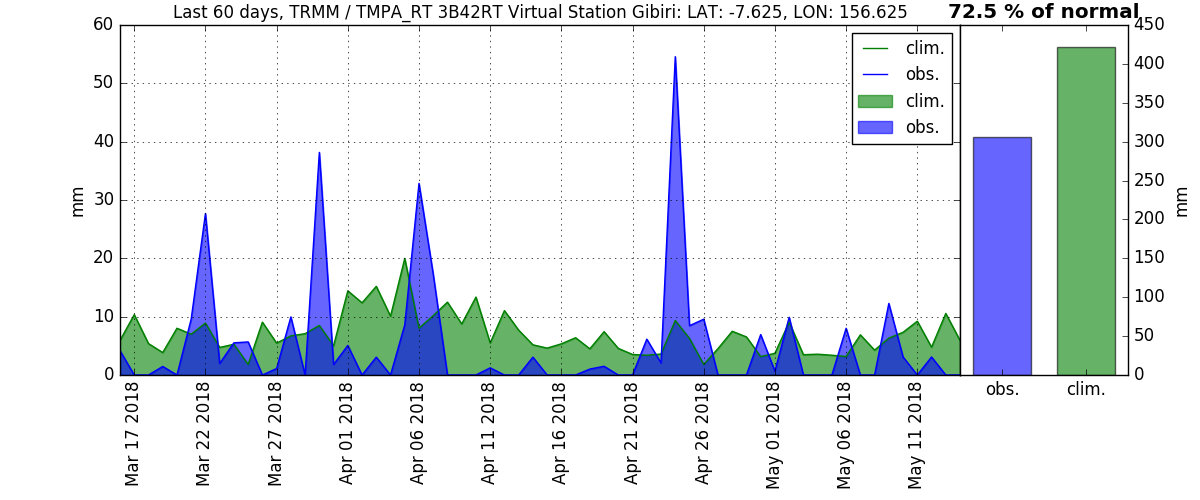 Last 60 days, TRMM / TMPA_RT 3B42RT Virtual Station Gibiri: LAT: -7.625, LON: 156.625
72.5 % of normal
60
50
40
30
20
10
0
mm
clim.
obs.
clim.
obs.
Mar 17 2018
Mar 22 2018
Mar 27 2018
Apr 01 2018
Apr 06 2018
Apr 11 2018
Apr 16 2018
Apr 21 2018
Apr 26 2018
May 01 2018
May 06 2018
May 11 2018
450
400
350
300
250
200
150
100
50
0
mm
obs.
clim.